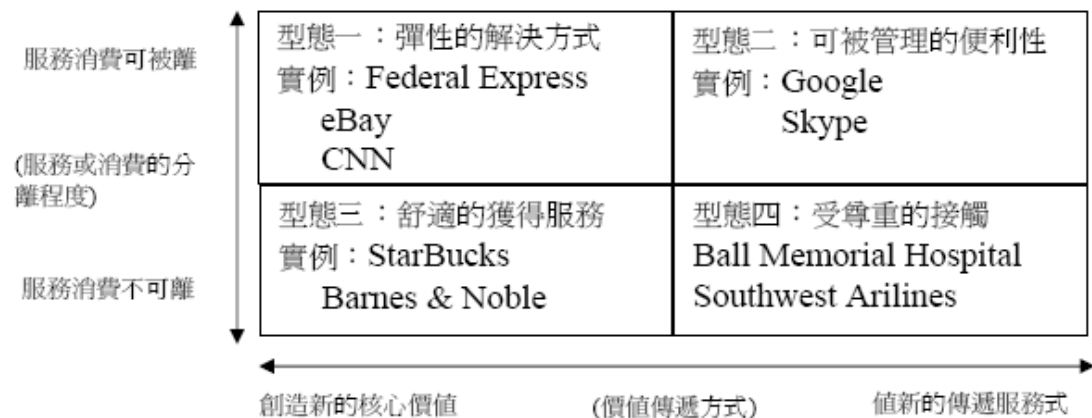 服務消費可被離
(服務或消費的分
離程度)
服務消費不可離
型態一：彈性的解決方式
實例：Federal Express
eBay
CNN
型態二：可被管理的便利性
實例：Google
Skype
型態三：舒適的獲得服務
實例：StarBucks
Barnes & Noble
型態四：受尊重的接觸
Ball Memorial Hospital
Southwest Arilines
創造新的核心價值
(價值傳遞方式)
值新的傳遞服務式